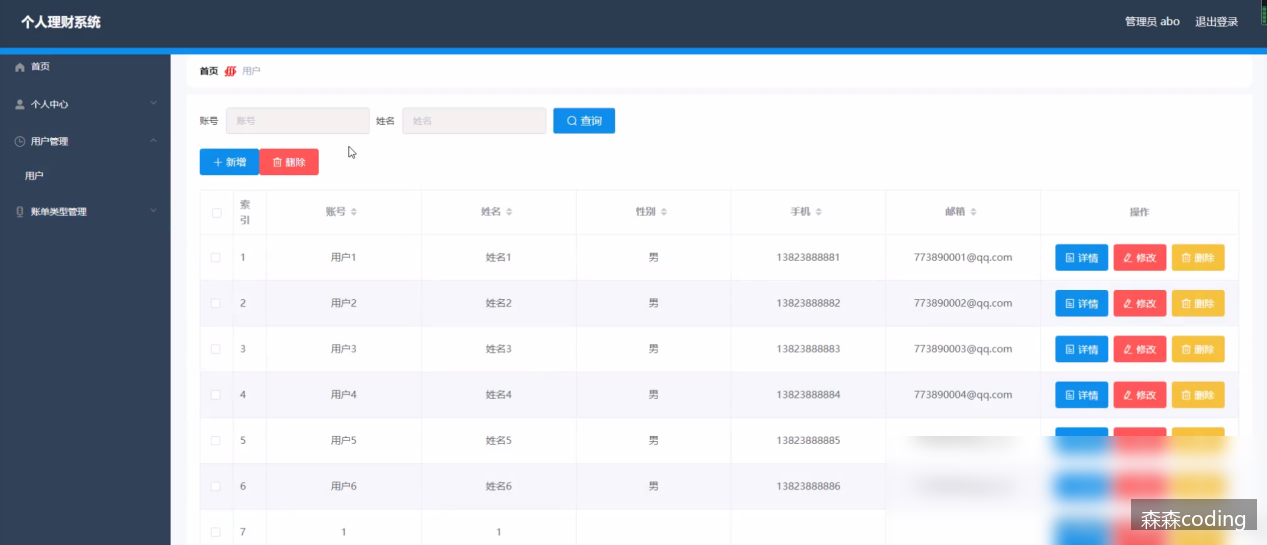 个人理财系统
管理员 abo 退出登录
首页
个人中心
用户管理
用户
账单类型管理
首页 用户
账号 账号 姓名 姓名 查询
新增 删除
索引 账号 姓名 性别 手机 邮箱 操作
1 用户1 姓名1 男 13823888881 773890001@qq.com 详情 修改 删除
2 用户2 姓名2 男 13823888882 773890002@qq.com 详情 修改 删除
3 用户3 姓名3 男 13823888883 773890003@qq.com 详情 修改 删除
4 用户4 姓名4 男 13823888884 773890004@qq.com 详情 修改 删除
5 用户5 姓名5 男 13823888885
6 用户6 姓名6 男 13823888886
7 1 1
森森coding